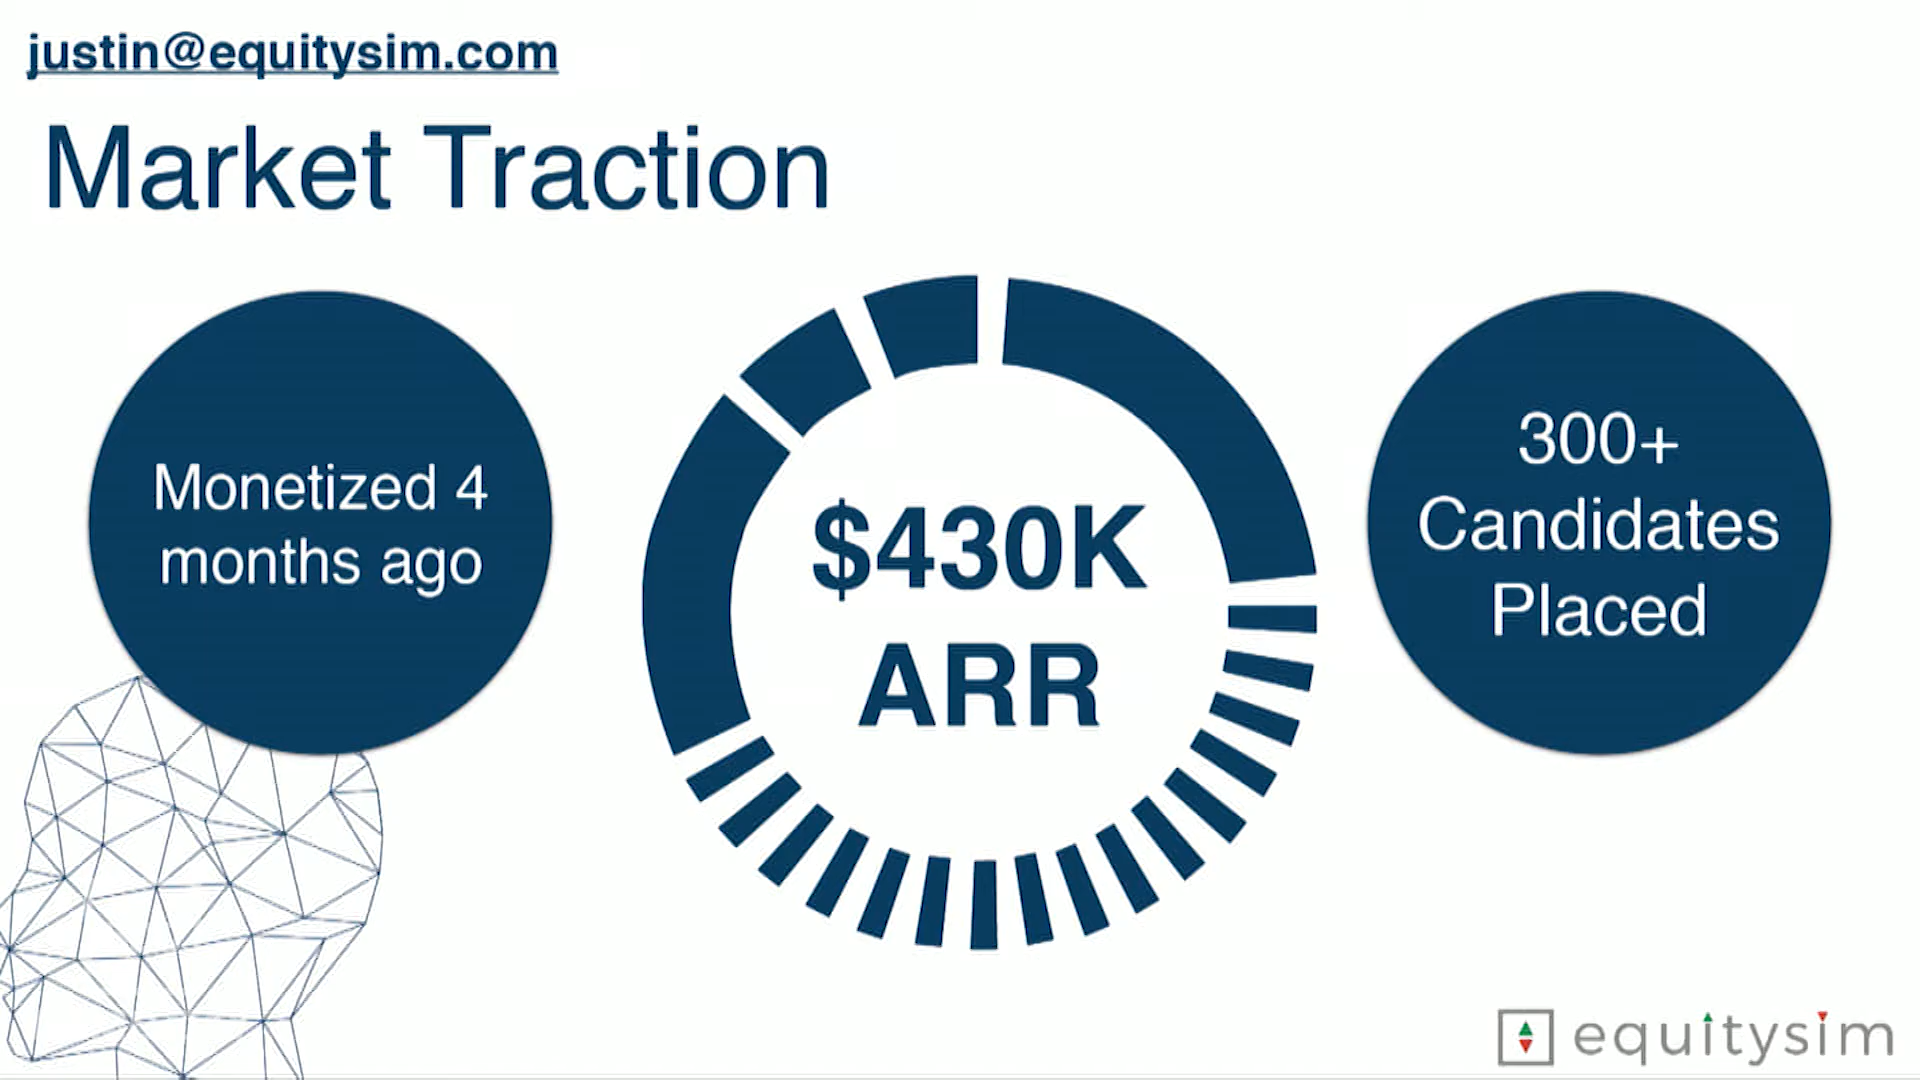 justin@equitysim.com
Market Traction
Monetized 4
months ago
$430K
ARR
300+
Candidates
Placed
equitysim